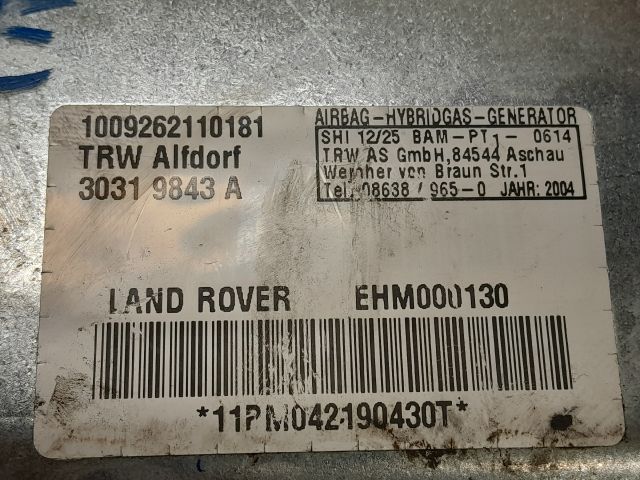 1009262110181
TRW Alfdorf
3031 9843 A
AIRBAG-HYBRIDGAS-GENERATOR
SHI 12/25 BAM-PT1- 0614
TRW AS GmbH,84544 Aschau
Wernher von Braun Str.1
Tel. 08638 / 965-0 JAHR: 2004
LAND ROVER EHM000130
*11PM042190430T*